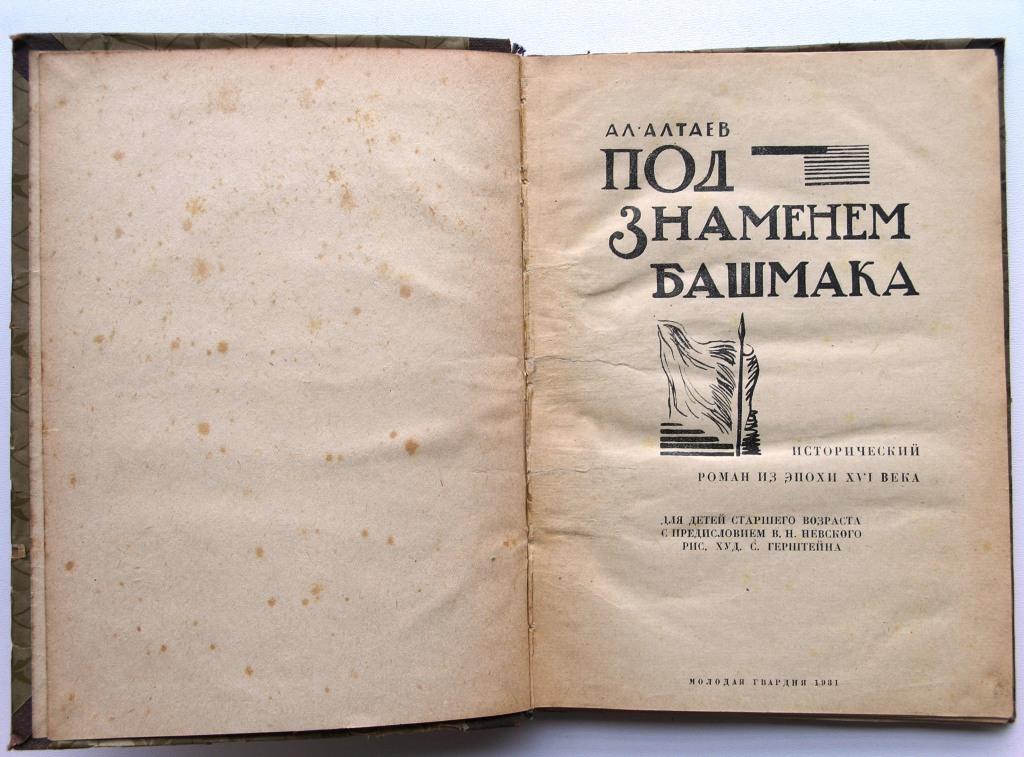 АЛ·АЛТАЕВ
ПОД
ЗНАМЕНЕМ
БАШМАКА
ИСТОРИЧЕСКИЙ
РОМАН ИЗ ЭПОХИ XVI ВЕКА
ДЛЯ ДЕТЕЙ СТАРШЕГО ВОЗРАСТА
С ПРЕДИСЛОВИЕМ В. Н. НЕВСКОГО
РИС. ХУД. С. ГЕРШТЕЙНА
МОЛОДАЯ ГВАРДИЯ 1931